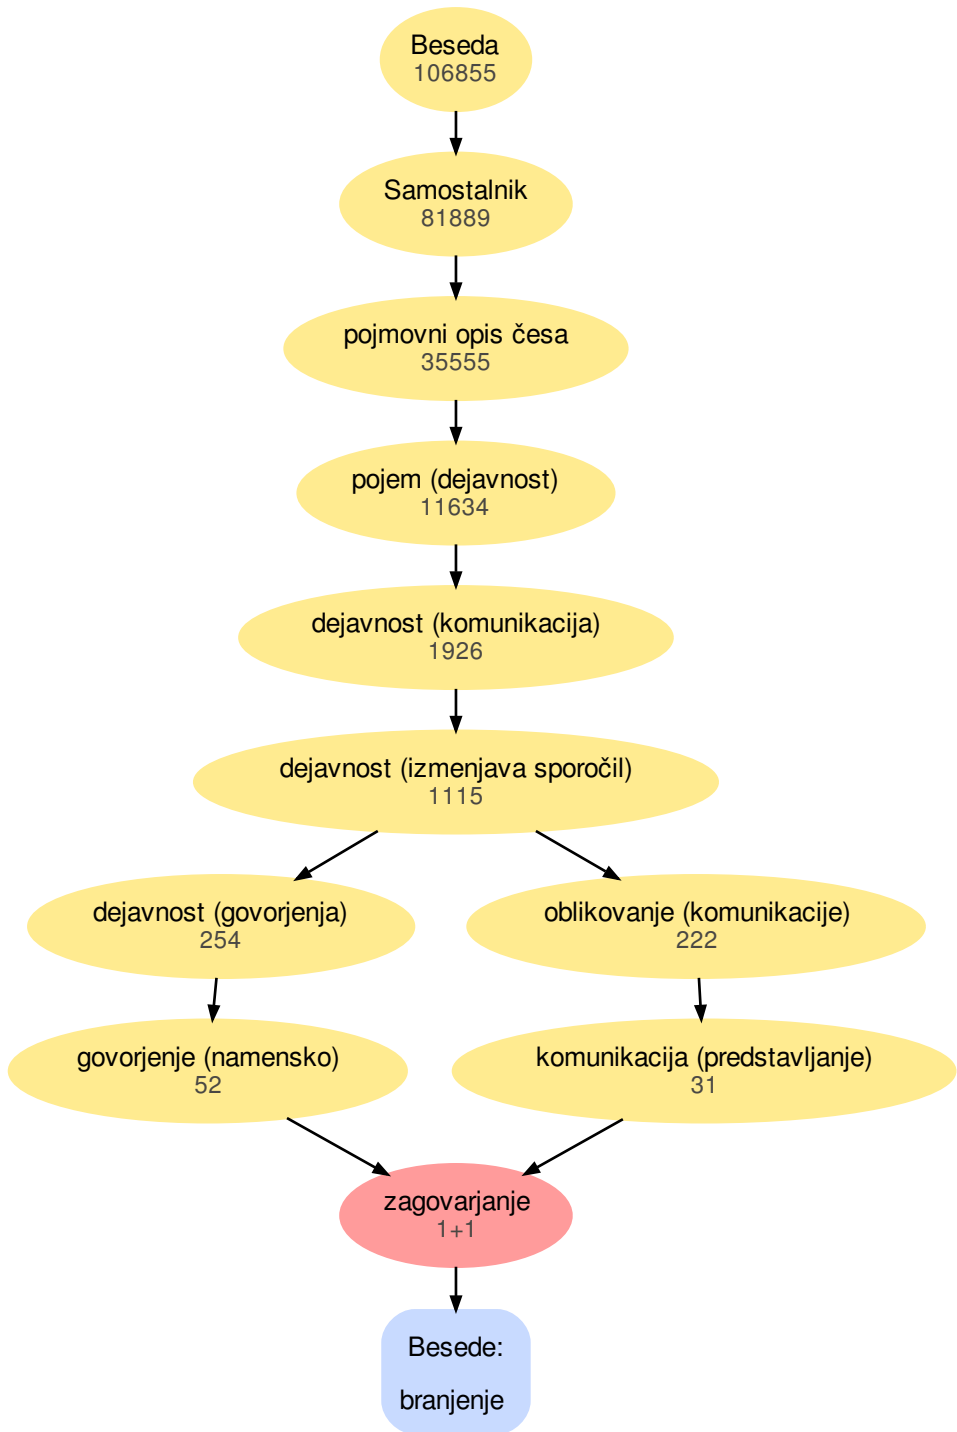 Beseda
106855
Samostalnik
81889
pojmovni opis česa
35555
pojem (dejavnost)
11634
dejavnost (komunikacija)
1926
dejavnost (izmenjava sporočil)
1115
dejavnost (govorjenja)
254
oblikovanje (komunikacije)
222
govorjenje (namensko)
52
komunikacija (predstavljanje)
31
zagovarjanje
1+1
Besede:
branjenje